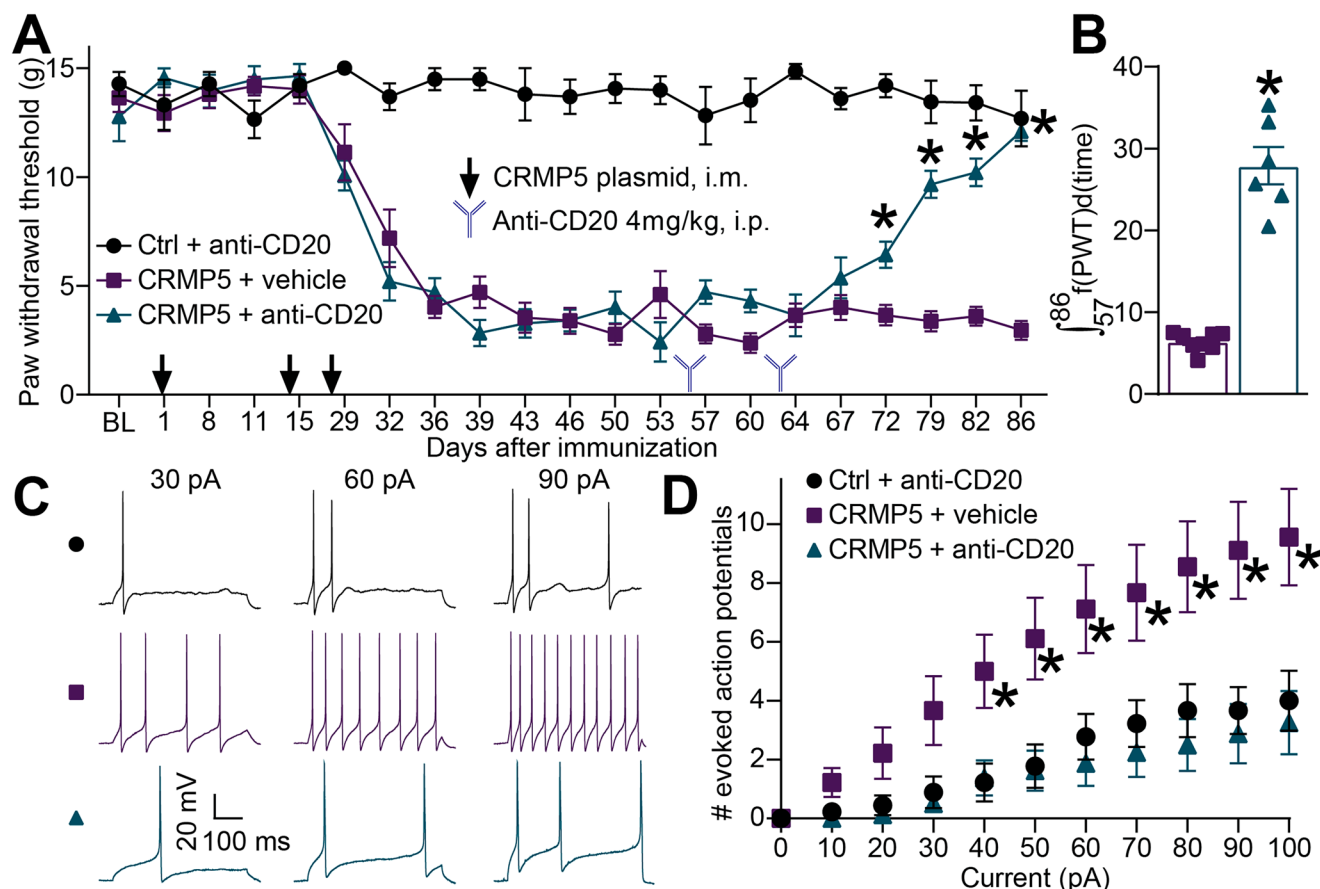 A
Paw withdrawal threshold (g)
15
10
5
0
CRMP5 plasmid, i.m.
Anti-CD20 4mg/kg, i.p.
Ctrl + anti-CD20
CRMP5 + vehicle
CRMP5 + anti-CD20
* * * *
BL 1 8 11 15 29 32 36 39 43 46 50 53 57 60 64 67 72 79 82 86
Days after immunization
B
∫₅₇⁸⁶ f(PWT)d(time)
40
30
20
10
0
*
C
30 pA 60 pA 90 pA
20 mV
100 ms
D
# evoked action potentials
10
8
6
4
2
0
Ctrl + anti-CD20
CRMP5 + vehicle
CRMP5 + anti-CD20
* * * * * * *
0 10 20 30 40 50 60 70 80 90 100
Current (pA)